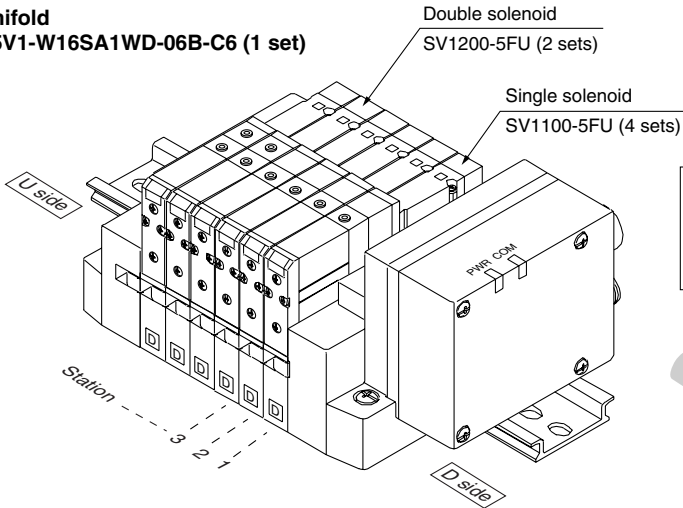 nifold
5V1-W16SA1WD-06B-C6 (1 set)
Double solenoid
SV1200-5FU (2 sets)
Single solenoid
SV1100-5FU (4 sets)
U side
PWR COM
D D D D D D
Station
3
2
1
D side